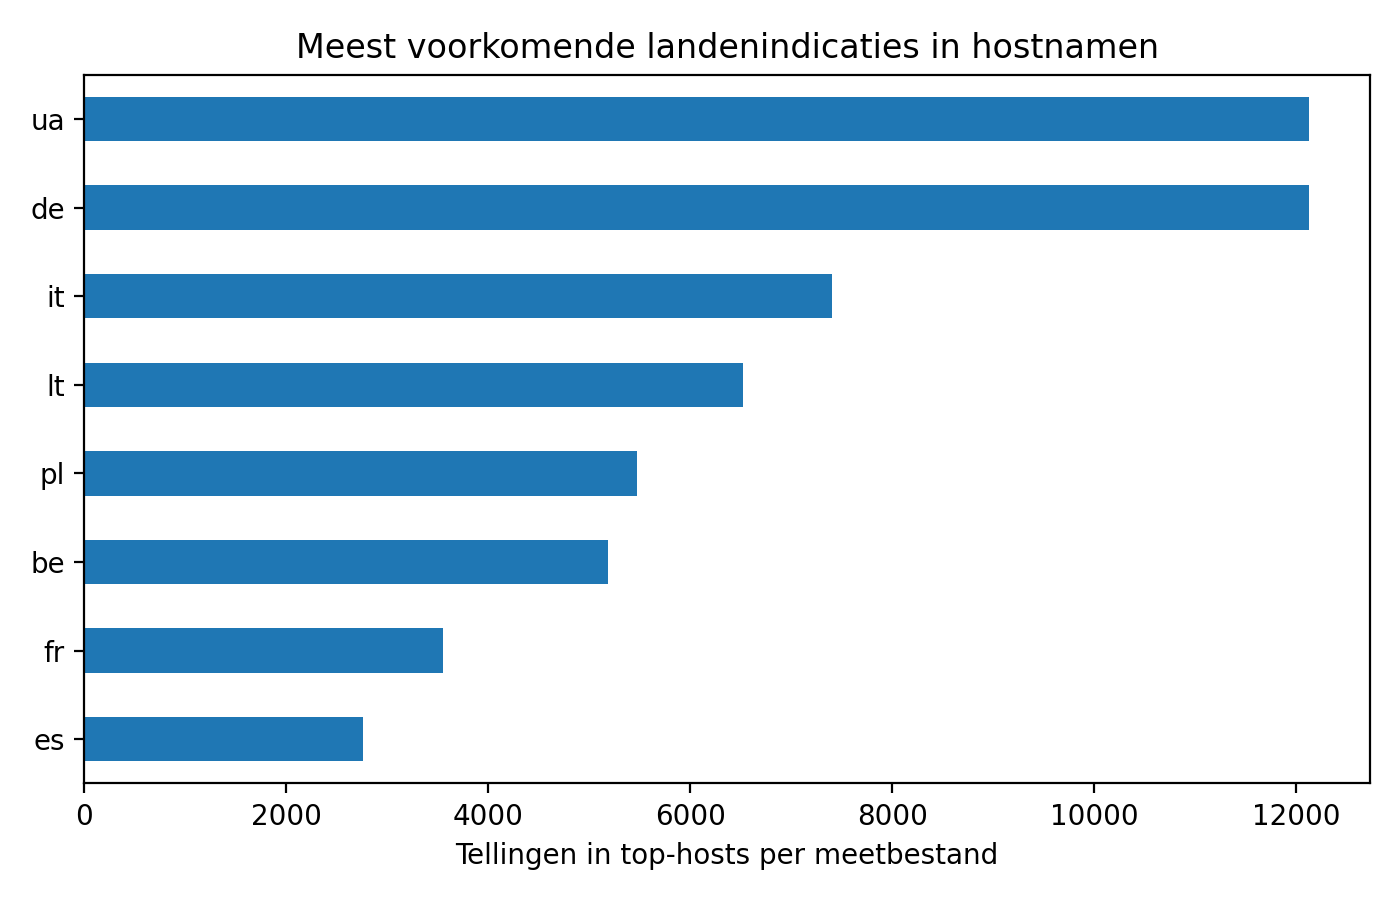 Meest voorkomende landenindicaties in hostnamen
ua
de
it
lt
pl
be
fr
es
0 2000 4000 6000 8000 10000 12000
Tellingen in top-hosts per meetbestand